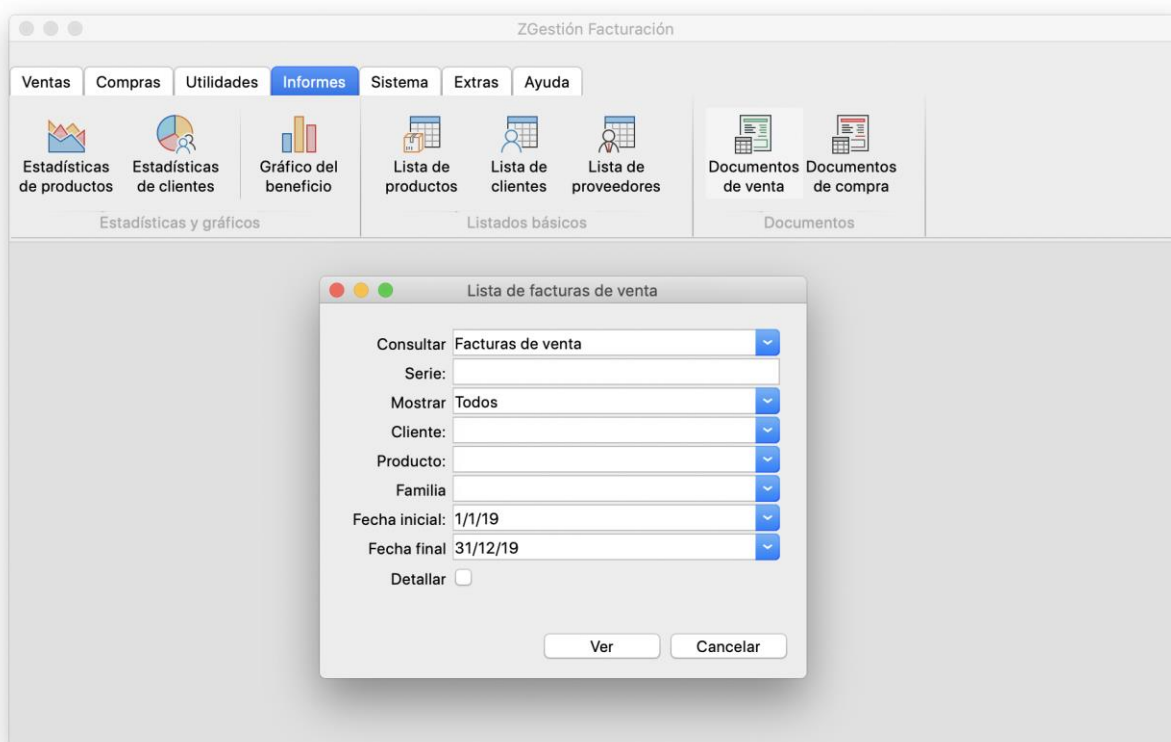 ZGestión Facturación
Ventas Compras Utilidades Informes Sistema Extras Ayuda
Estadísticas de productos
Estadísticas de clientes
Gráfico del beneficio
Estadísticas y gráficos
Lista de productos
Lista de clientes
Lista de proveedores
Listados básicos
Documentos de venta
Documentos de compra
Documentos
Lista de facturas de venta
Consultar Facturas de venta
Serie:
Mostrar Todos
Cliente:
Producto:
Familia
Fecha inicial: 1/1/19
Fecha final 31/12/19
Detallar
Ver Cancelar